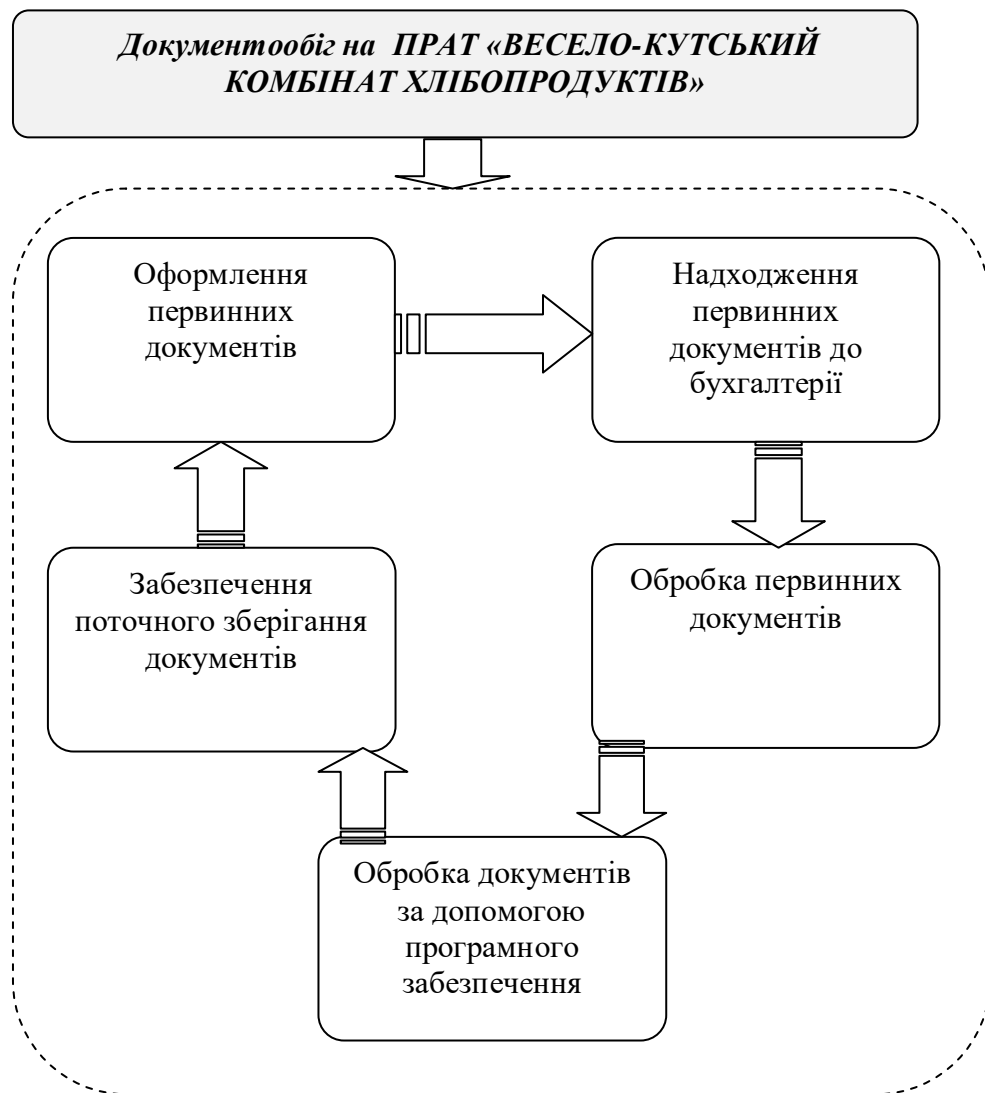 Документообіг на ПРАТ «ВЕСЕЛО-КУТСЬКИЙ
КОМБІНАТ ХЛІБОПРОДУКТІВ»
Оформлення
первинних
документів
Надходження
первинних
документів до
бухгалтерії
Обробка первинних
документів
Обробка документів
за допомогою
програмного
забезпечення
Забезпечення
поточного зберігання
документів